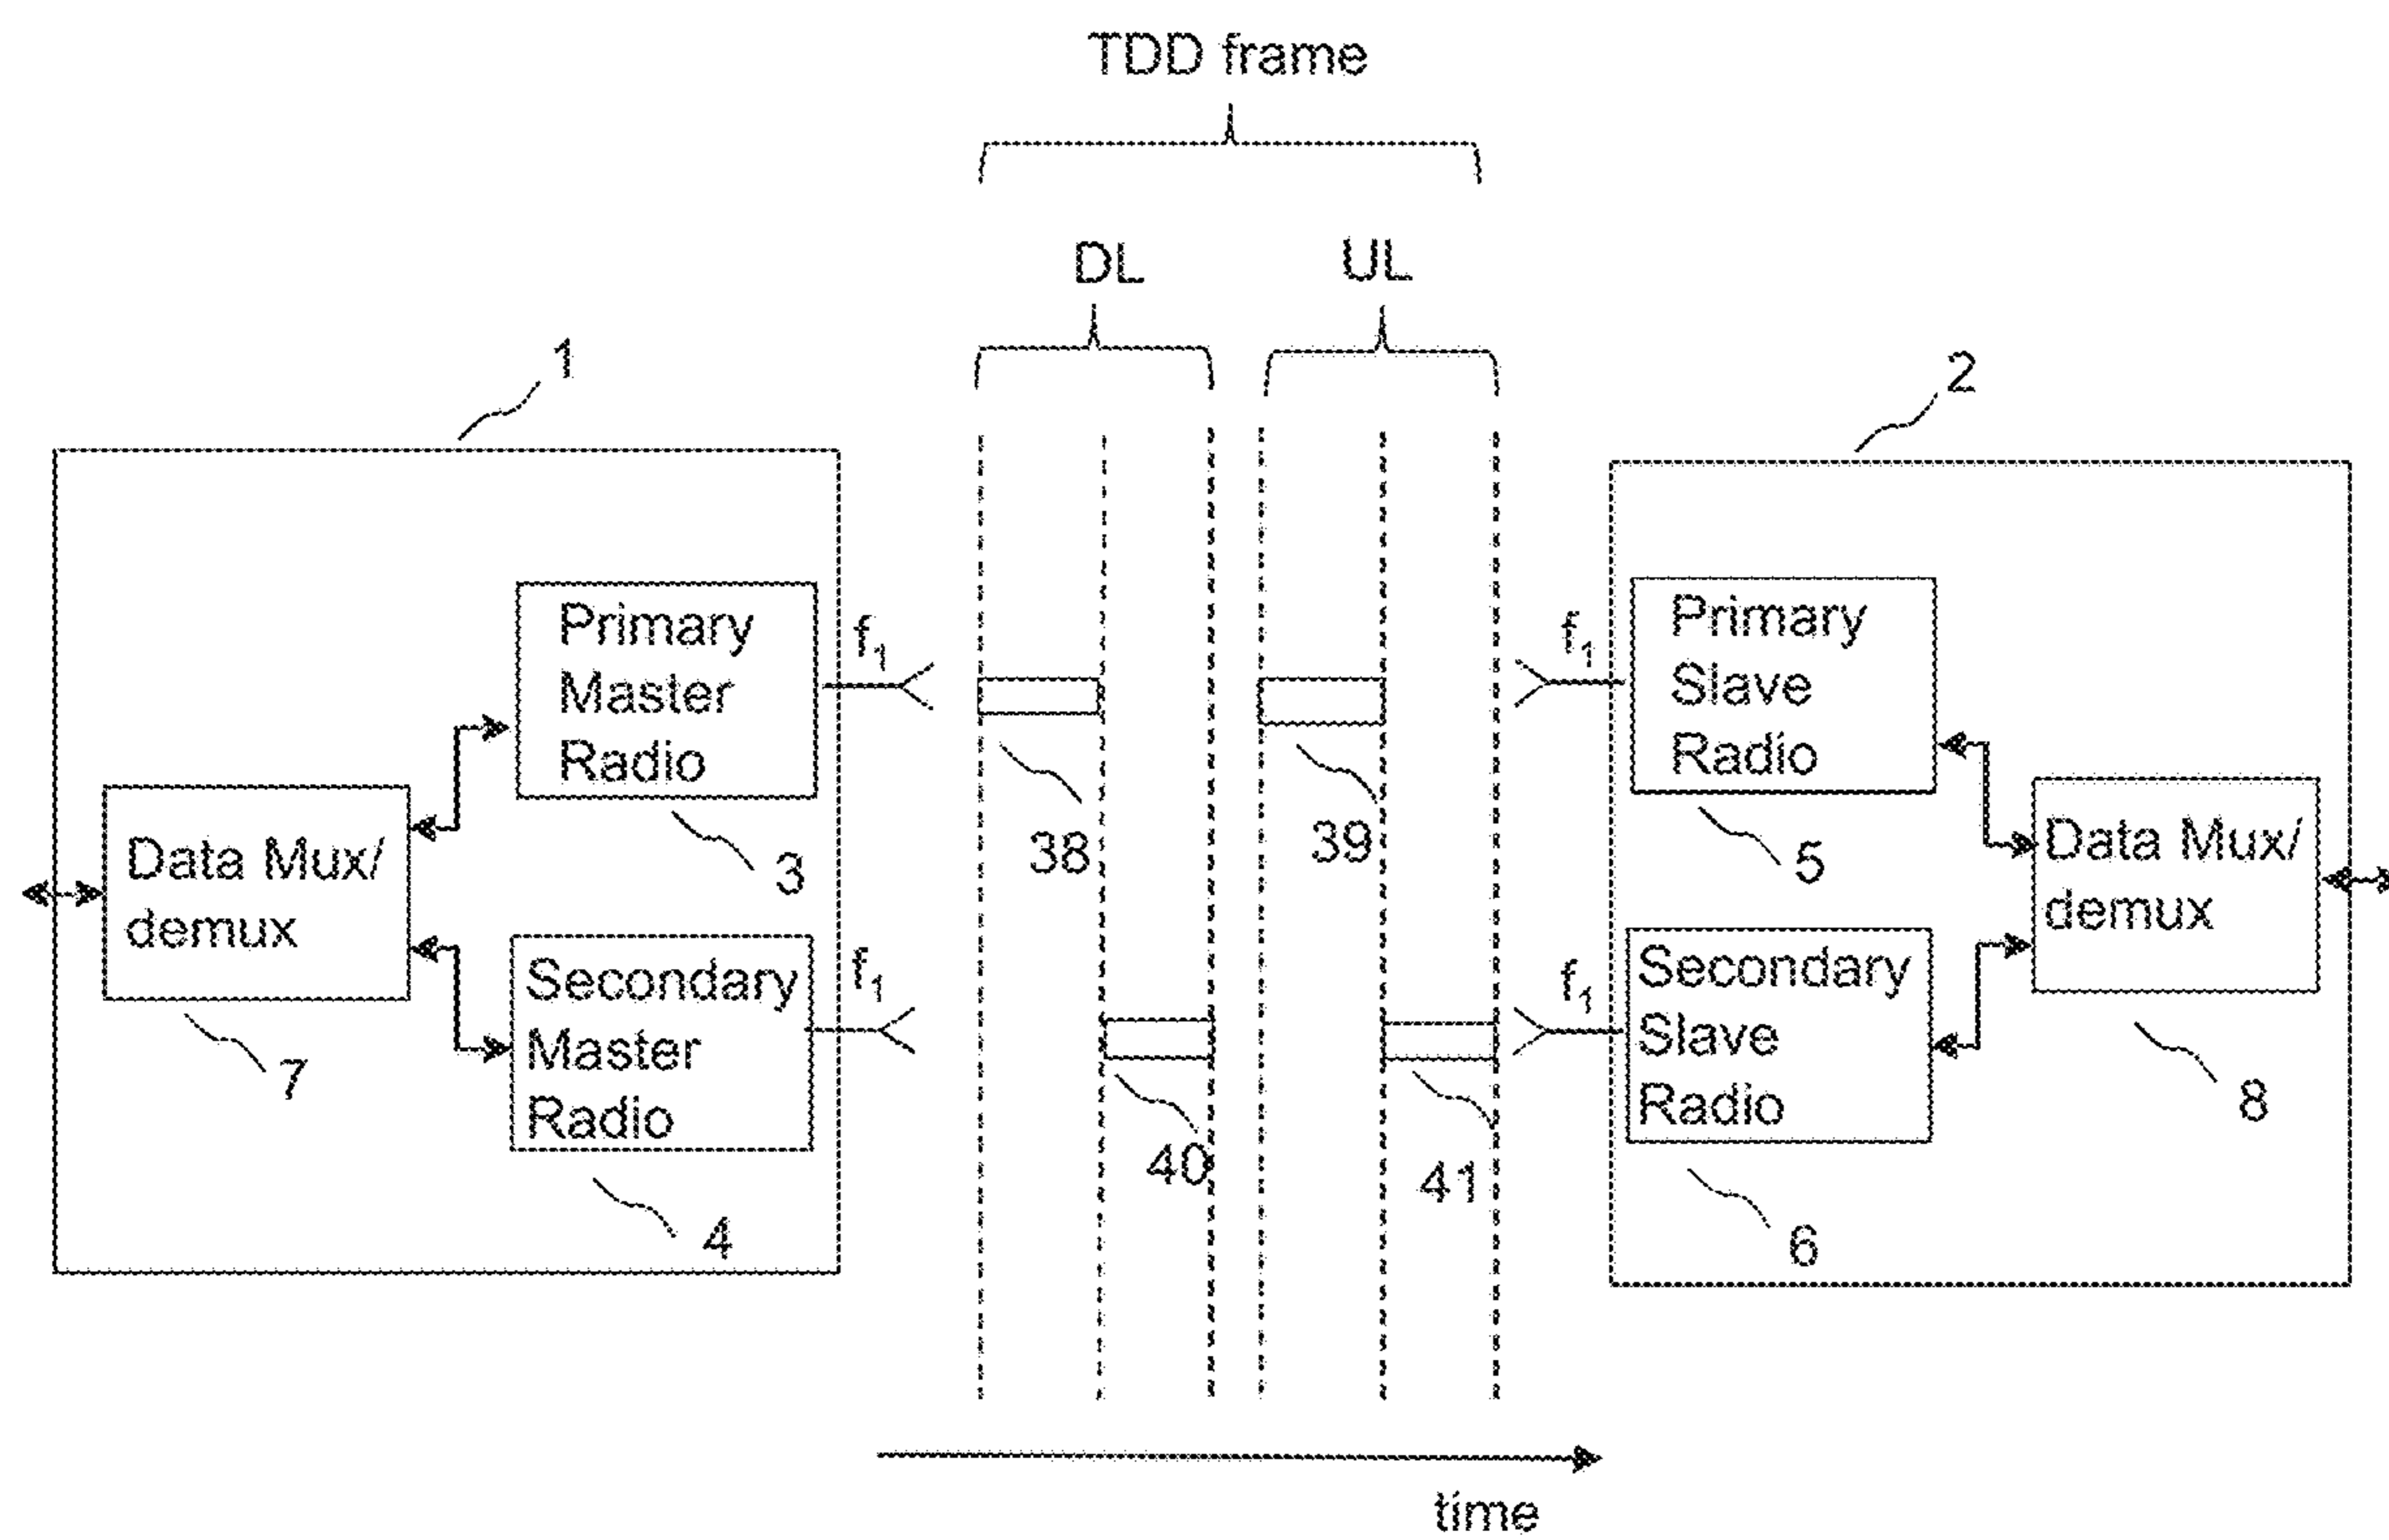 TDD frame
DL
UL
1
2
Primary
Master
Radio
f1
3
38
39
f1
Primary
Slave
Radio
5
Data Mux/
demux
7
Data Mux/
demux
8
Secondary
Master
Radio
f1
4
40
41
f1
Secondary
Slave
Radio
6
time